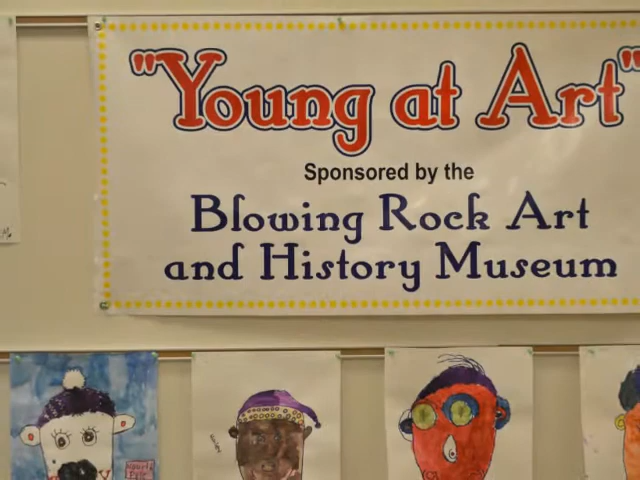 "Young at Art"
Sponsored by the
Blowing Rock Art
and History Museum